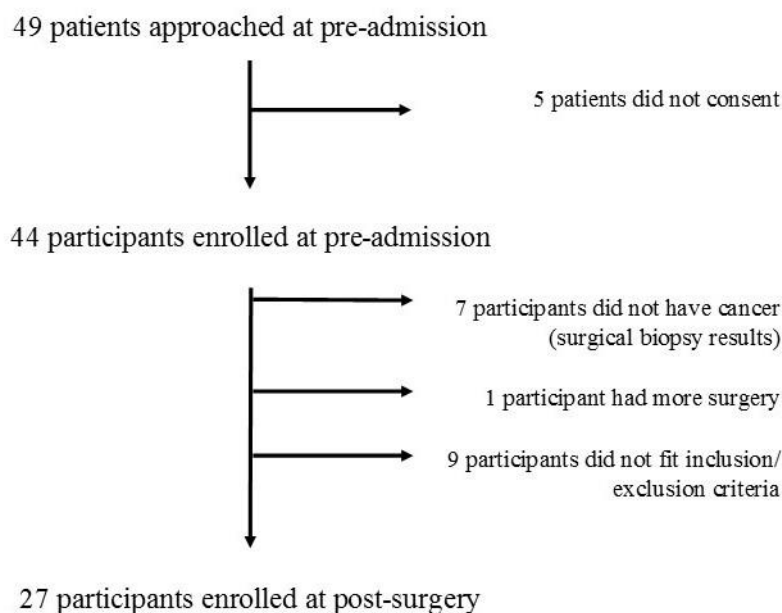 49 patients approached at pre-admission
5 patients did not consent
44 participants enrolled at pre-admission
7 participants did not have cancer
(surgical biopsy results)
1 participant had more surgery
9 participants did not fit inclusion/
exclusion criteria
27 participants enrolled at post-surgery